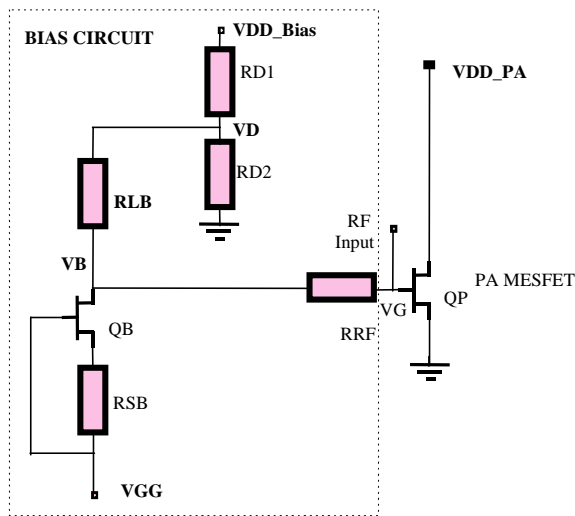 BIAS CIRCUIT
VDD_Bias
RD1
VDD_PA
VD
RD2
RLB
RF
Input
VB
PA MESFET
QP
VG
QB
RRF
RSB
VGG